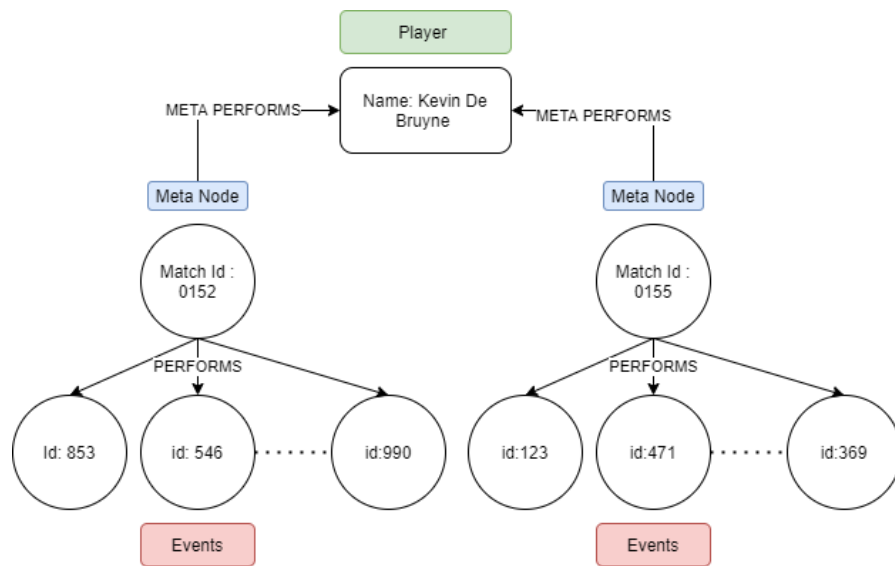 Player
Name: Kevin De
Bruyne
META PERFORMS
META PERFORMS
Meta Node
Meta Node
Match Id :
0152
Match Id :
0155
PERFORMS
PERFORMS
Id: 853
id: 546
id:990
id:123
id:471
id:369
Events
Events